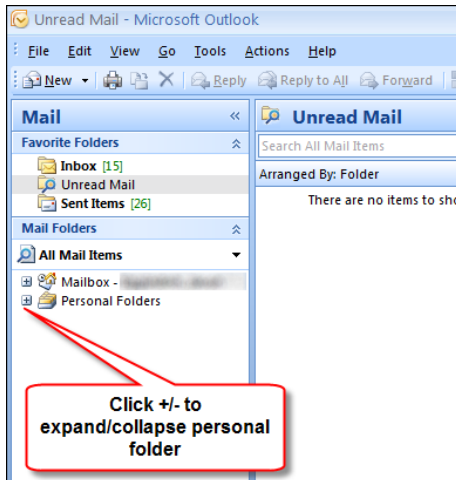 Unread Mail - Microsoft Outlook
File Edit View Go Tools Actions Help
New Reply Reply to All Forward
Mail «
Favorite Folders
Inbox [15]
Unread Mail
Sent Items [26]
Mail Folders
All Mail Items
Mailbox -
Personal Folders
Unread Mail
Search All Mail Items
Arranged By: Folder
There are no items to sho
Click +/- to
expand/collapse personal
folder